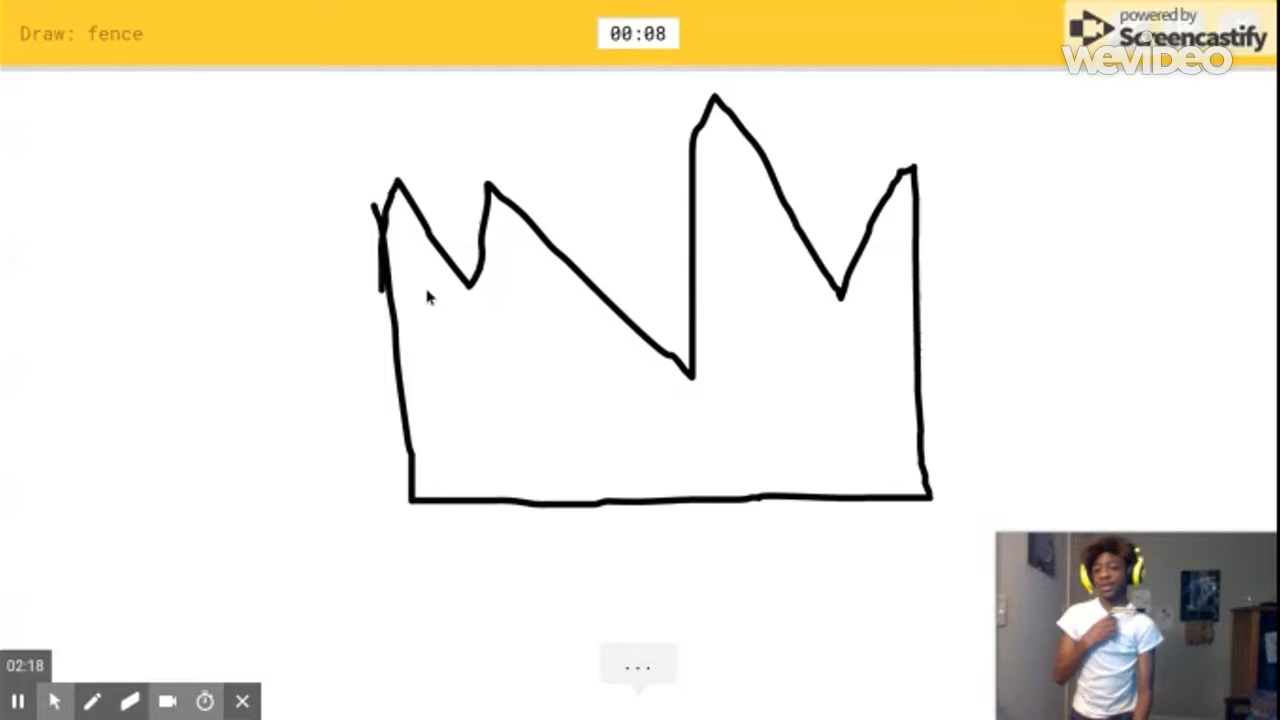 Draw: fence
00:08
powered by
Screencastify
WEVIDEO
...
02:18